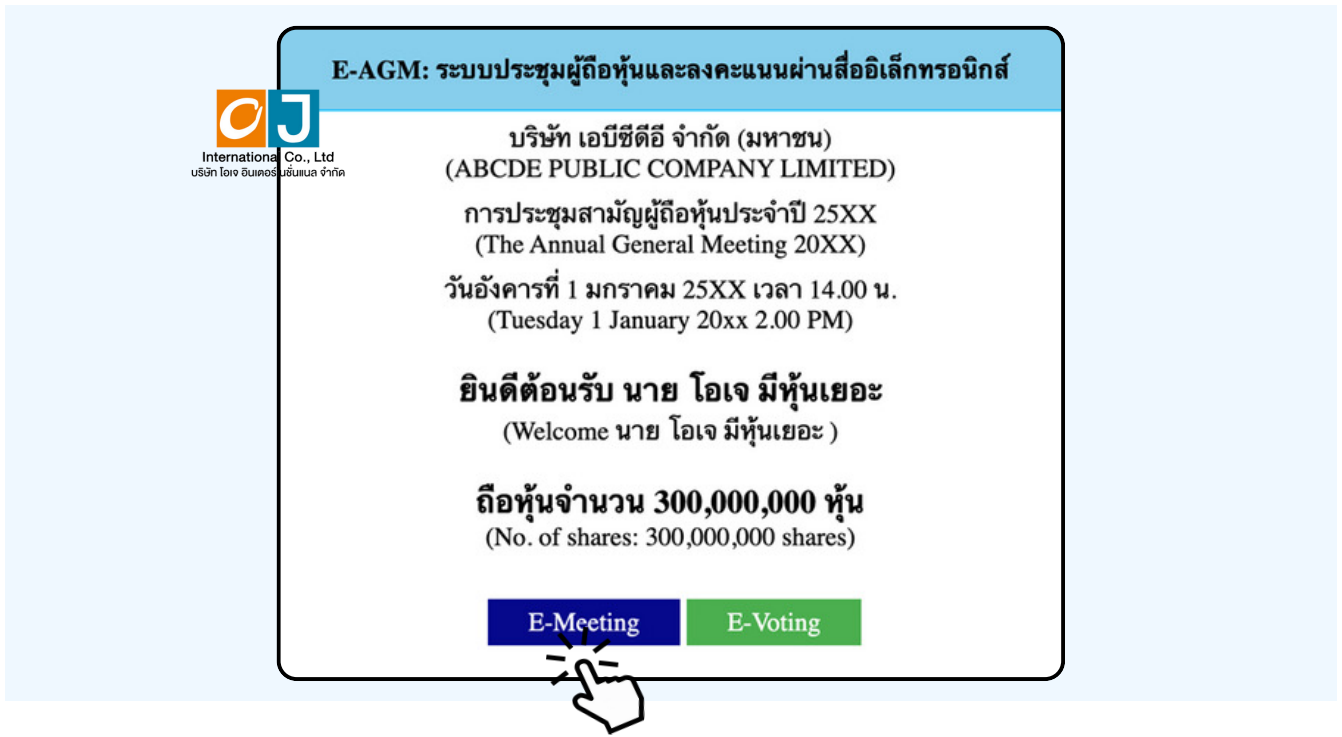 E-AGM: ระบบประชุมผู้ถือหุ้นและลงคะแนนผ่านสื่ออิเล็กทรอนิกส์
OJ
International Co., Ltd
บริษัท โอเจ อินเตอร์เนชั่นแนล จำกัด
บริษัท เอบีซีดีอี จำกัด (มหาชน)
(ABCDE PUBLIC COMPANY LIMITED)
การประชุมสามัญผู้ถือหุ้นประจำปี 25XX
(The Annual General Meeting 20XX)
วันอังคารที่ 1 มกราคม 25XX เวลา 14.00 น.
(Tuesday 1 January 20xx 2.00 PM)
ยินดีต้อนรับ นาย โอเจ มีหุ้นเยอะ
(Welcome นาย โอเจ มีหุ้นเยอะ )
ถือหุ้นจำนวน 300,000,000 หุ้น
(No. of shares: 300,000,000 shares)
E-Meeting
E-Voting